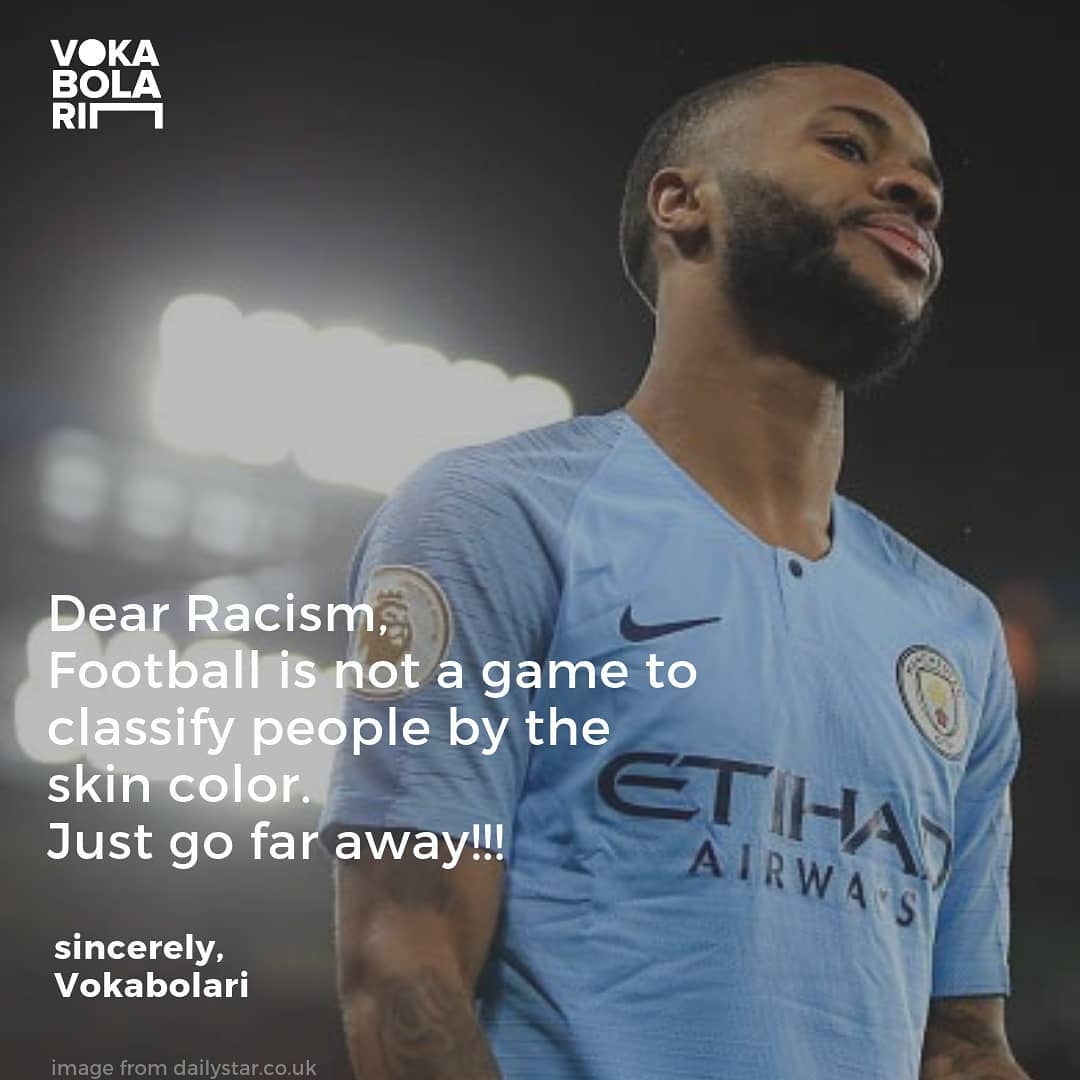 VOKA
BOLA
RI
Dear Racism,
Football is not a game to
classify people by the
skin color.
Just go far away!!!
ETIHAD
AIRWAYS
sincerely,
Vokabolari
image from dailystar.co.uk